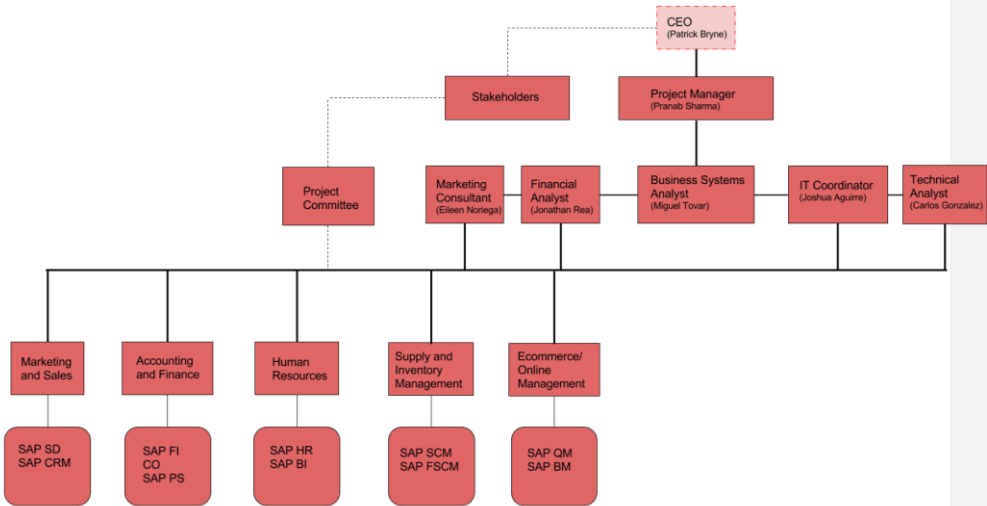 CEO
(Patrick Bryne)
Stakeholders
Project Manager
(Pranab Sharma)
Project
Committee
Marketing
Consultant
(Eileen Noriega)
Financial
Analyst
(Jonathan Rea)
Business Systems
Analyst
(Miguel Tovar)
IT Coordinator
(Joshua Aguirre)
Technical
Analyst
(Carlos Gonzalez)
Marketing
and Sales
Accounting
and Finance
Human
Resources
Supply and
Inventory
Management
Ecommerce/
Online
Management
SAP SD
SAP CRM
SAP FI
CO
SAP PS
SAP HR
SAP BI
SAP SCM
SAP FSCM
SAP QM
SAP BM